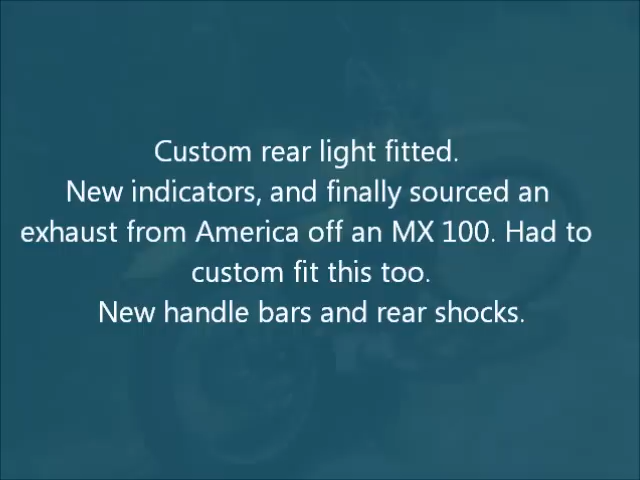 Custom rear light fitted.
New indicators, and finally sourced an
exhaust from America off an MX 100. Had to
custom fit this too.
New handle bars and rear shocks.